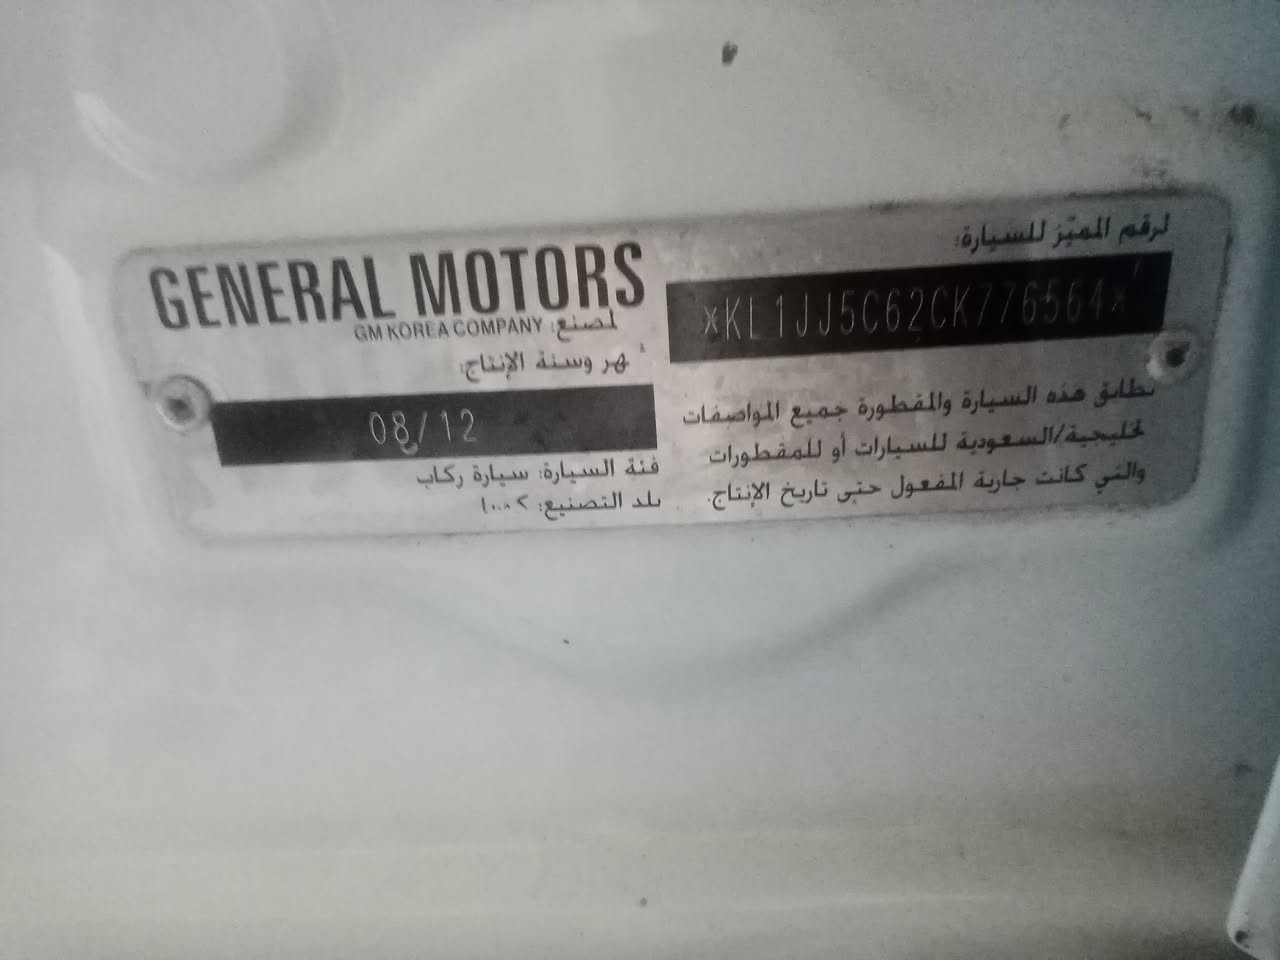 GENERAL MOTORS
لصنع: GM KOREA COMPANY
هر وسنة الإنتاج:
08/12
فئة السيارة: سيارة ركاب
بلد التصنيع:
لرقم المميّز للسيارة:
*KL1JJ5C62CK776564*
تطابق هذه السيارة والمقطورة جميع المواصفات
لخليجية/السعودية للسيارات أو للمقطورات
والتي كانت جارية المفعول حتى تاريخ الإنتاج.